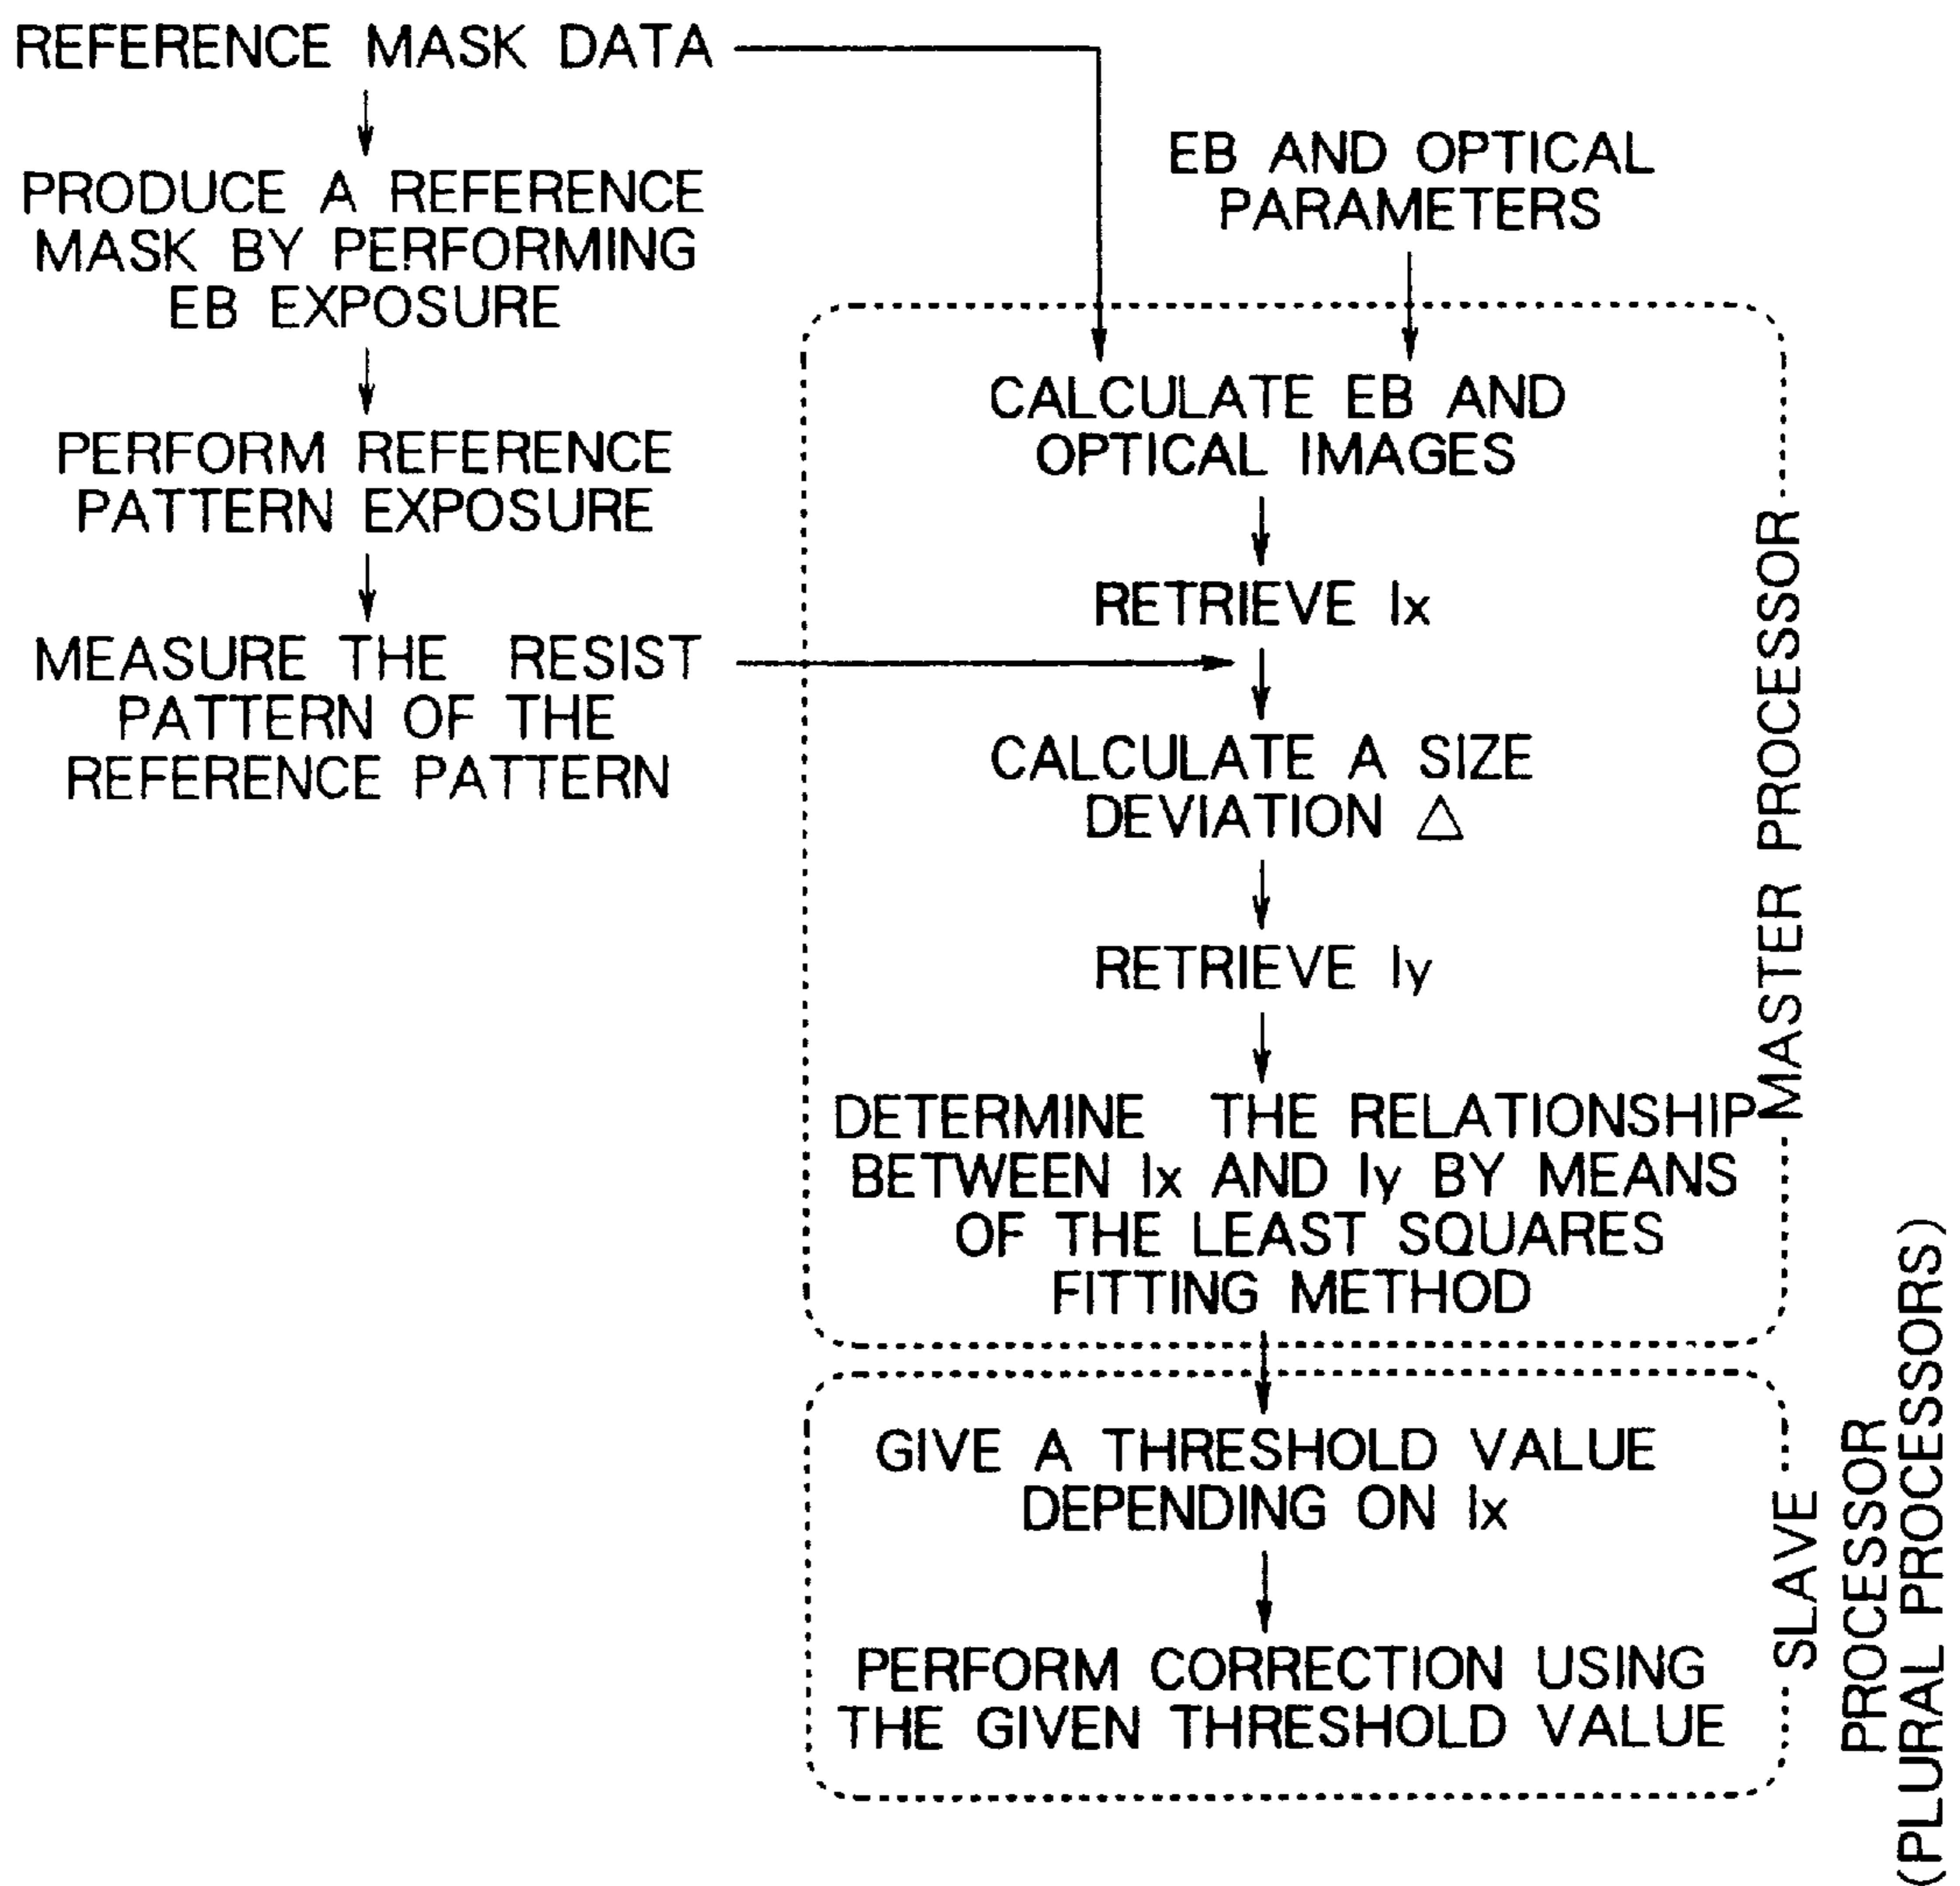 REFERENCE MASK DATA
PRODUCE A REFERENCE
MASK BY PERFORMING
EB EXPOSURE
PERFORM REFERENCE
PATTERN EXPOSURE
MEASURE THE RESIST
PATTERN OF THE
REFERENCE PATTERN
EB AND OPTICAL
PARAMETERS
CALCULATE EB AND
OPTICAL IMAGES
RETRIEVE Ix
CALCULATE A SIZE
DEVIATION △
RETRIEVE Iy
DETERMINE THE RELATIONSHIP
BETWEEN Ix AND Iy BY MEANS
OF THE LEAST SQUARES
FITTING METHOD
MASTER PROCESSOR
GIVE A THRESHOLD VALUE
DEPENDING ON Ix
PERFORM CORRECTION USING
THE GIVEN THRESHOLD VALUE
SLAVE
PROCESSOR
(PLURAL PROCESSORS)